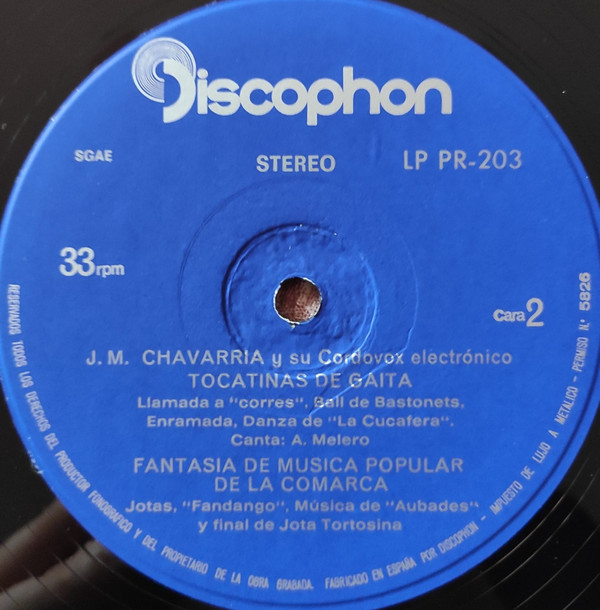 Discophon
SGAE
STEREO
LP PR-203
33 rpm
cara 2
J. M. CHAVARRIA y su Cordovox electrónico
TOCATINAS DE GAITA
Llamada a "corres", Ball de Bastonets,
Enramada, Danza de "La Cucafera".
Canta: A. Melero
FANTASIA DE MUSICA POPULAR
DE LA COMARCA
Jotas, "Fandango", Música de "Aubades"
y final de Jota Tortosina
RESERVADOS TODOS LOS DERECHOS DEL PRODUCTOR FONOGRAFICO Y DEL PROPIETARIO DE LA OBRA GRABADA. FABRICADO EN ESPAÑA POR DISCOPHON - IMPUESTO DE LUJO A METALICO - PERMISO N.º 5826